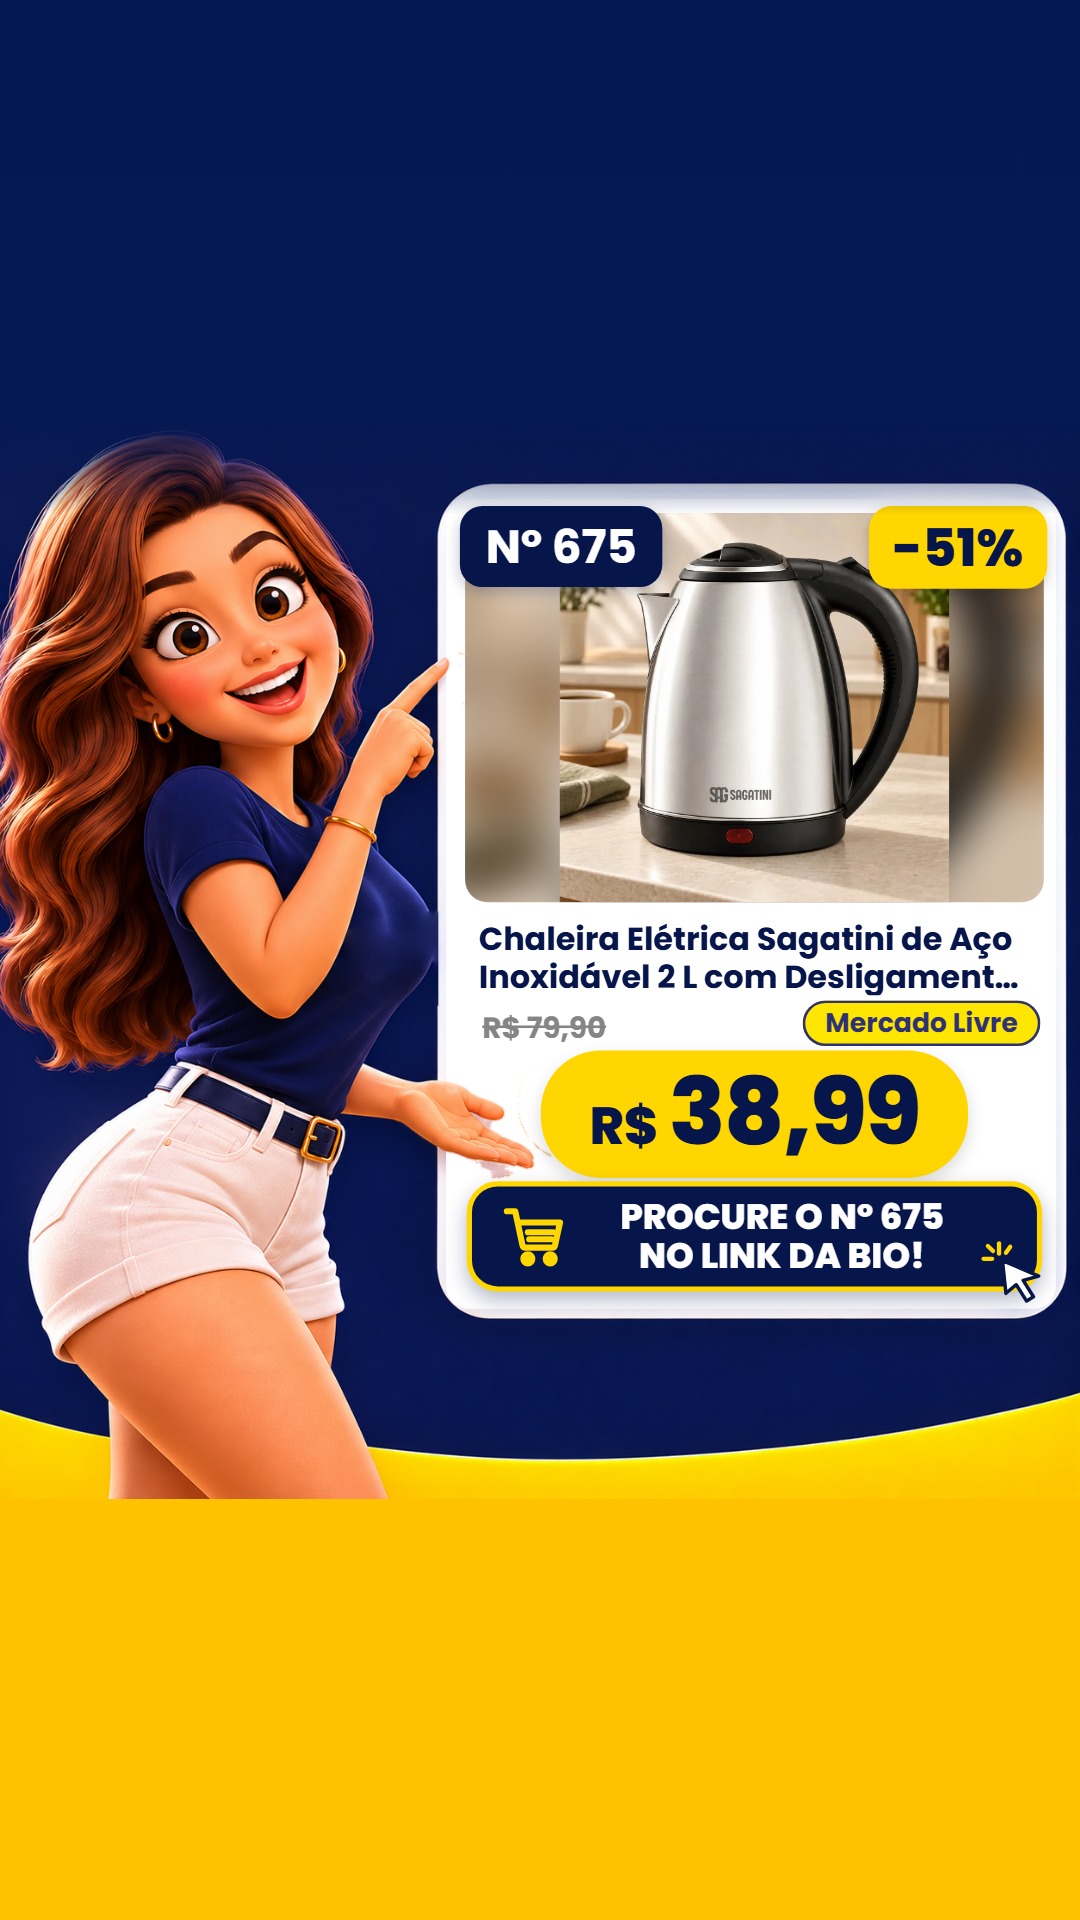 Nº 675
-51%
SAG SAGATINI
Chaleira Elétrica Sagatini de Aço
Inoxidável 2 L com Desligament...
R$ 79,90
Mercado Livre
R$ 38,99
PROCURE O Nº 675
NO LINK DA BIO!